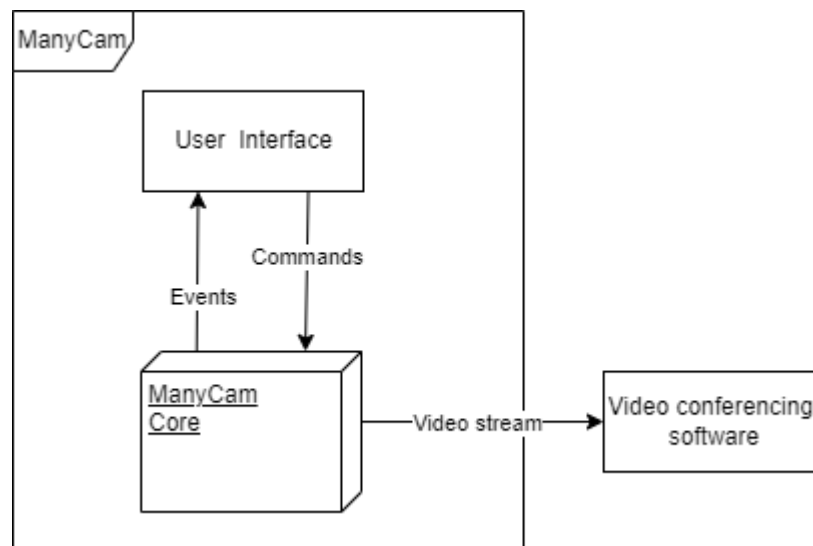 ManyCam
User Interface
Commands
Events
ManyCam
Core
Video stream
Video conferencing
software